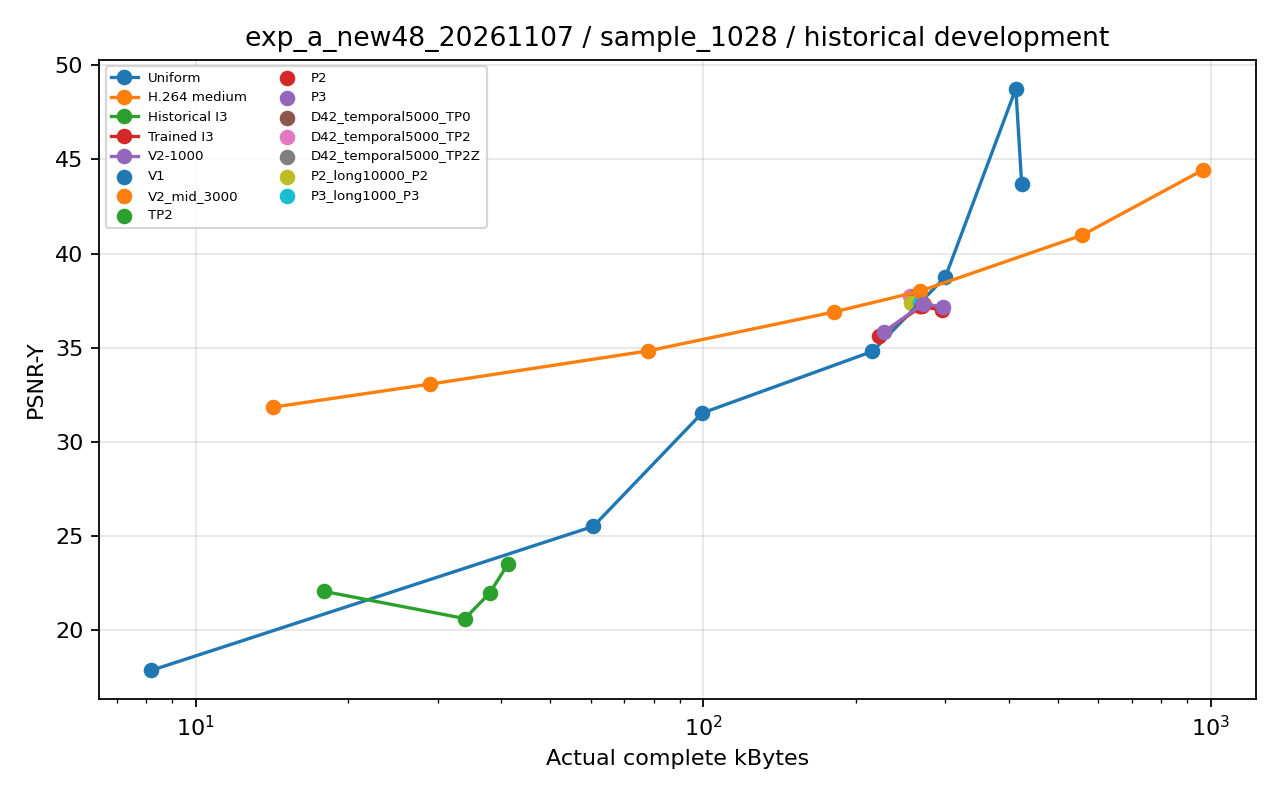 exp_a_new48_20261107 / sample_1028 / historical development
Uniform
H.264 medium
Historical I3
Trained I3
V2-1000
V1
V2_mid_3000
TP2
P2
P3
D42_temporal5000_TP0
D42_temporal5000_TP2
D42_temporal5000_TP2Z
P2_long10000_P2
P3_long1000_P3
PSNR-Y
50
45
40
35
30
25
20
10¹
10²
10³
Actual complete kBytes